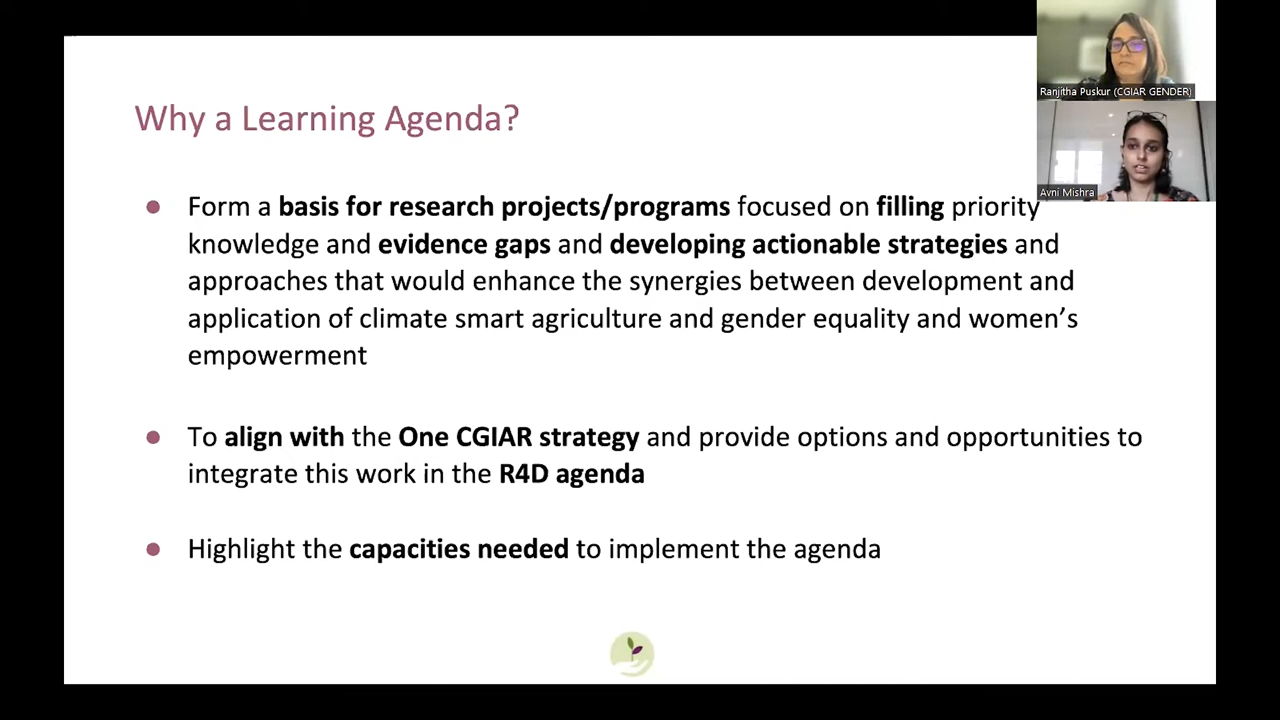 Why a Learning Agenda?
Ranjitha Puskur (CGIAR GENDER)
Avni Mishra
● Form a basis for research projects/programs focused on filling priority
knowledge and evidence gaps and developing actionable strategies and
approaches that would enhance the synergies between development and
application of climate smart agriculture and gender equality and women’s
empowerment
● To align with the One CGIAR strategy and provide options and opportunities to
integrate this work in the R4D agenda
● Highlight the capacities needed to implement the agenda